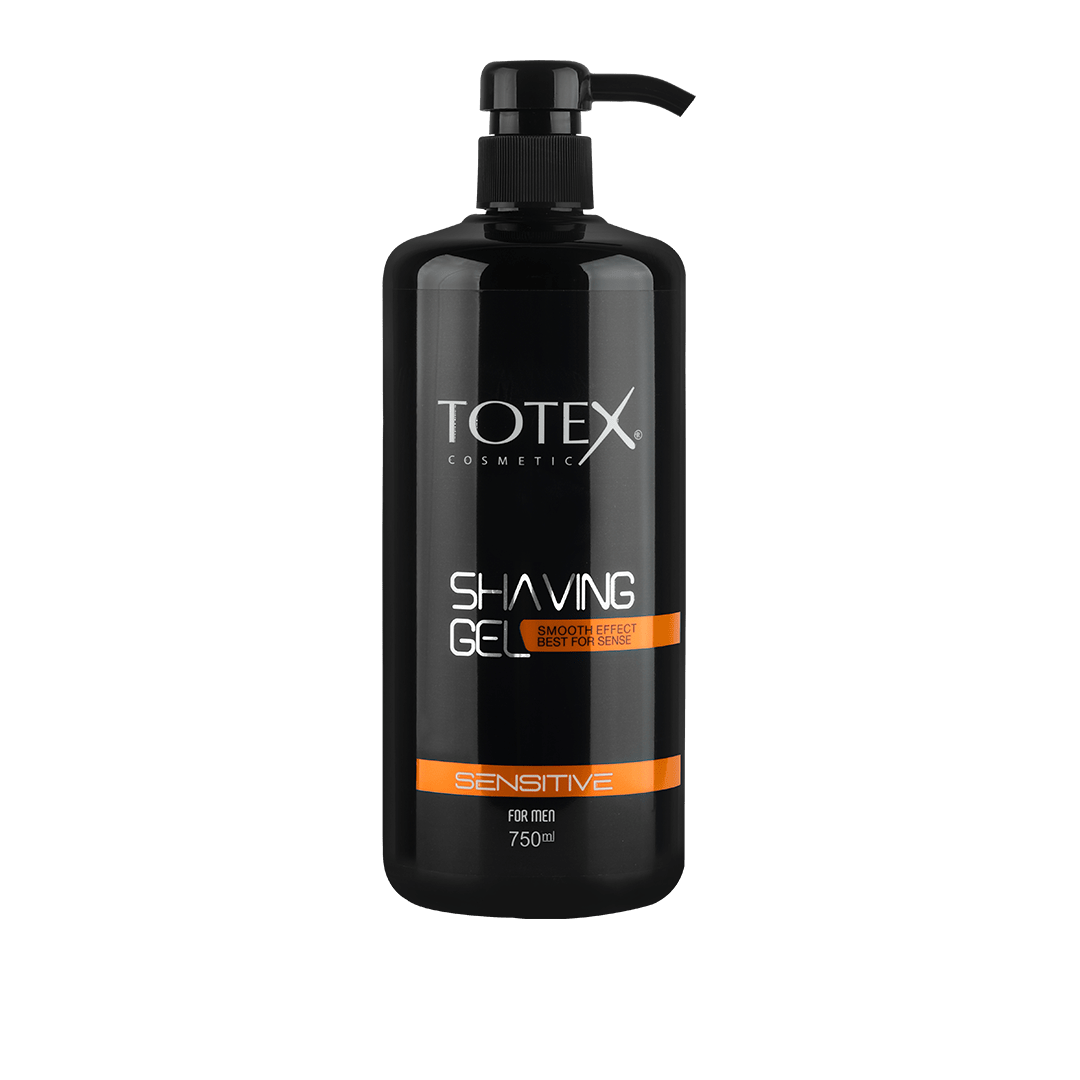 TOTEX®
COSMETIC
SHAVING
GEL
SMOOTH EFFECT
BEST FOR SENSE
SENSITIVE
FOR MEN
750ml